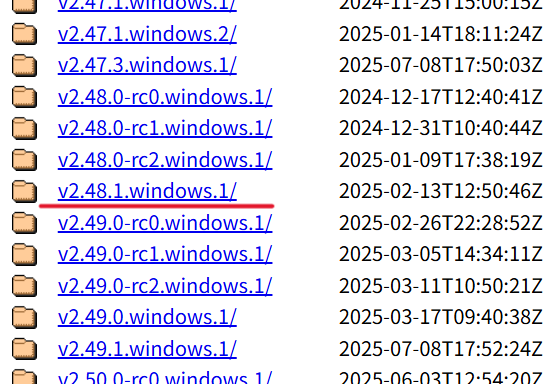 v2.47.1.windows.1/ 2024-11-25T15:00:15Z
v2.47.1.windows.2/ 2025-01-14T18:11:24Z
v2.47.3.windows.1/ 2025-07-08T17:50:03Z
v2.48.0-rc0.windows.1/ 2024-12-17T12:40:41Z
v2.48.0-rc1.windows.1/ 2024-12-31T10:40:44Z
v2.48.0-rc2.windows.1/ 2025-01-09T17:38:19Z
v2.48.1.windows.1/ 2025-02-13T12:50:46Z
v2.49.0-rc0.windows.1/ 2025-02-26T22:28:52Z
v2.49.0-rc1.windows.1/ 2025-03-05T14:34:11Z
v2.49.0-rc2.windows.1/ 2025-03-11T10:50:21Z
v2.49.0.windows.1/ 2025-03-17T09:40:38Z
v2.49.1.windows.1/ 2025-07-08T17:52:24Z
v2.50.0-rc0.windows.1/ 2025-06-03T12:54:20Z